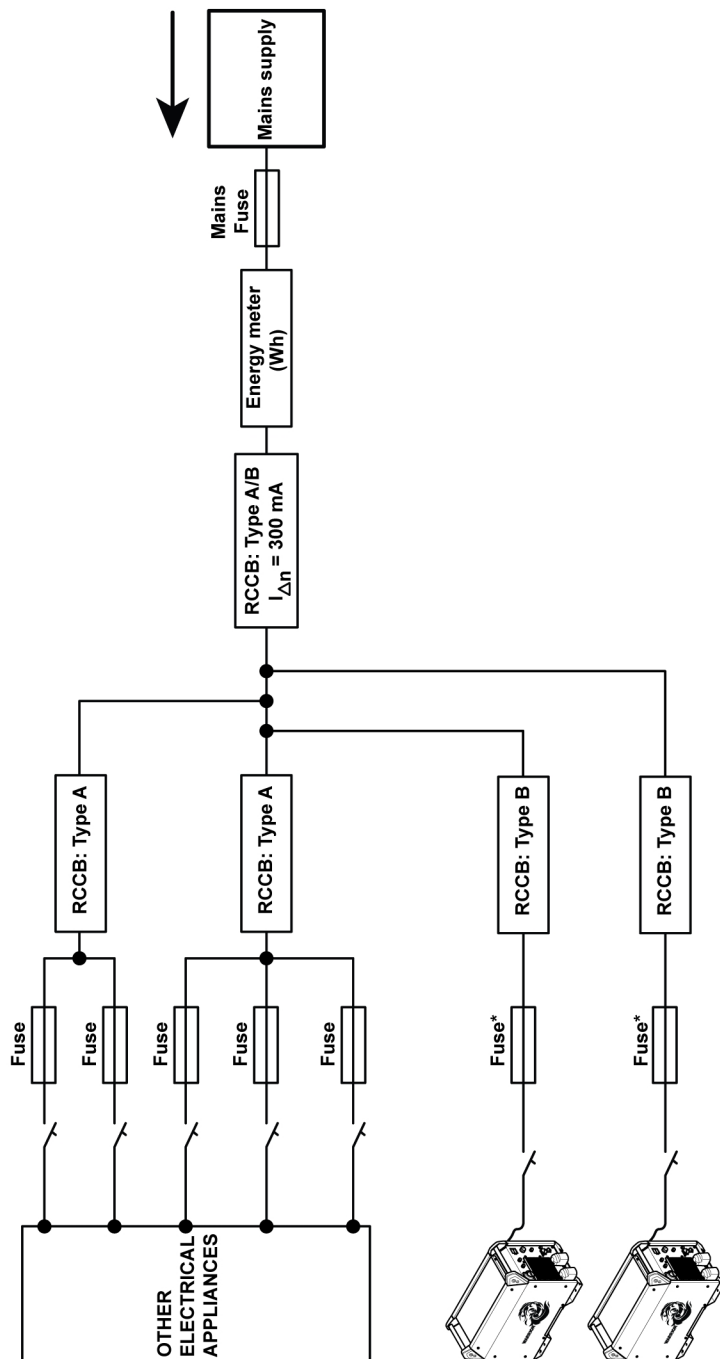 Mains supply
Mains
Fuse
Energy meter
(Wh)
RCCB: Type A/B
IΔn = 300 mA
RCCB: Type A
RCCB: Type A
RCCB: Type B
RCCB: Type B
Fuse
Fuse
Fuse
Fuse
Fuse
Fuse*
Fuse*
OTHER
ELECTRICAL
APPLIANCES